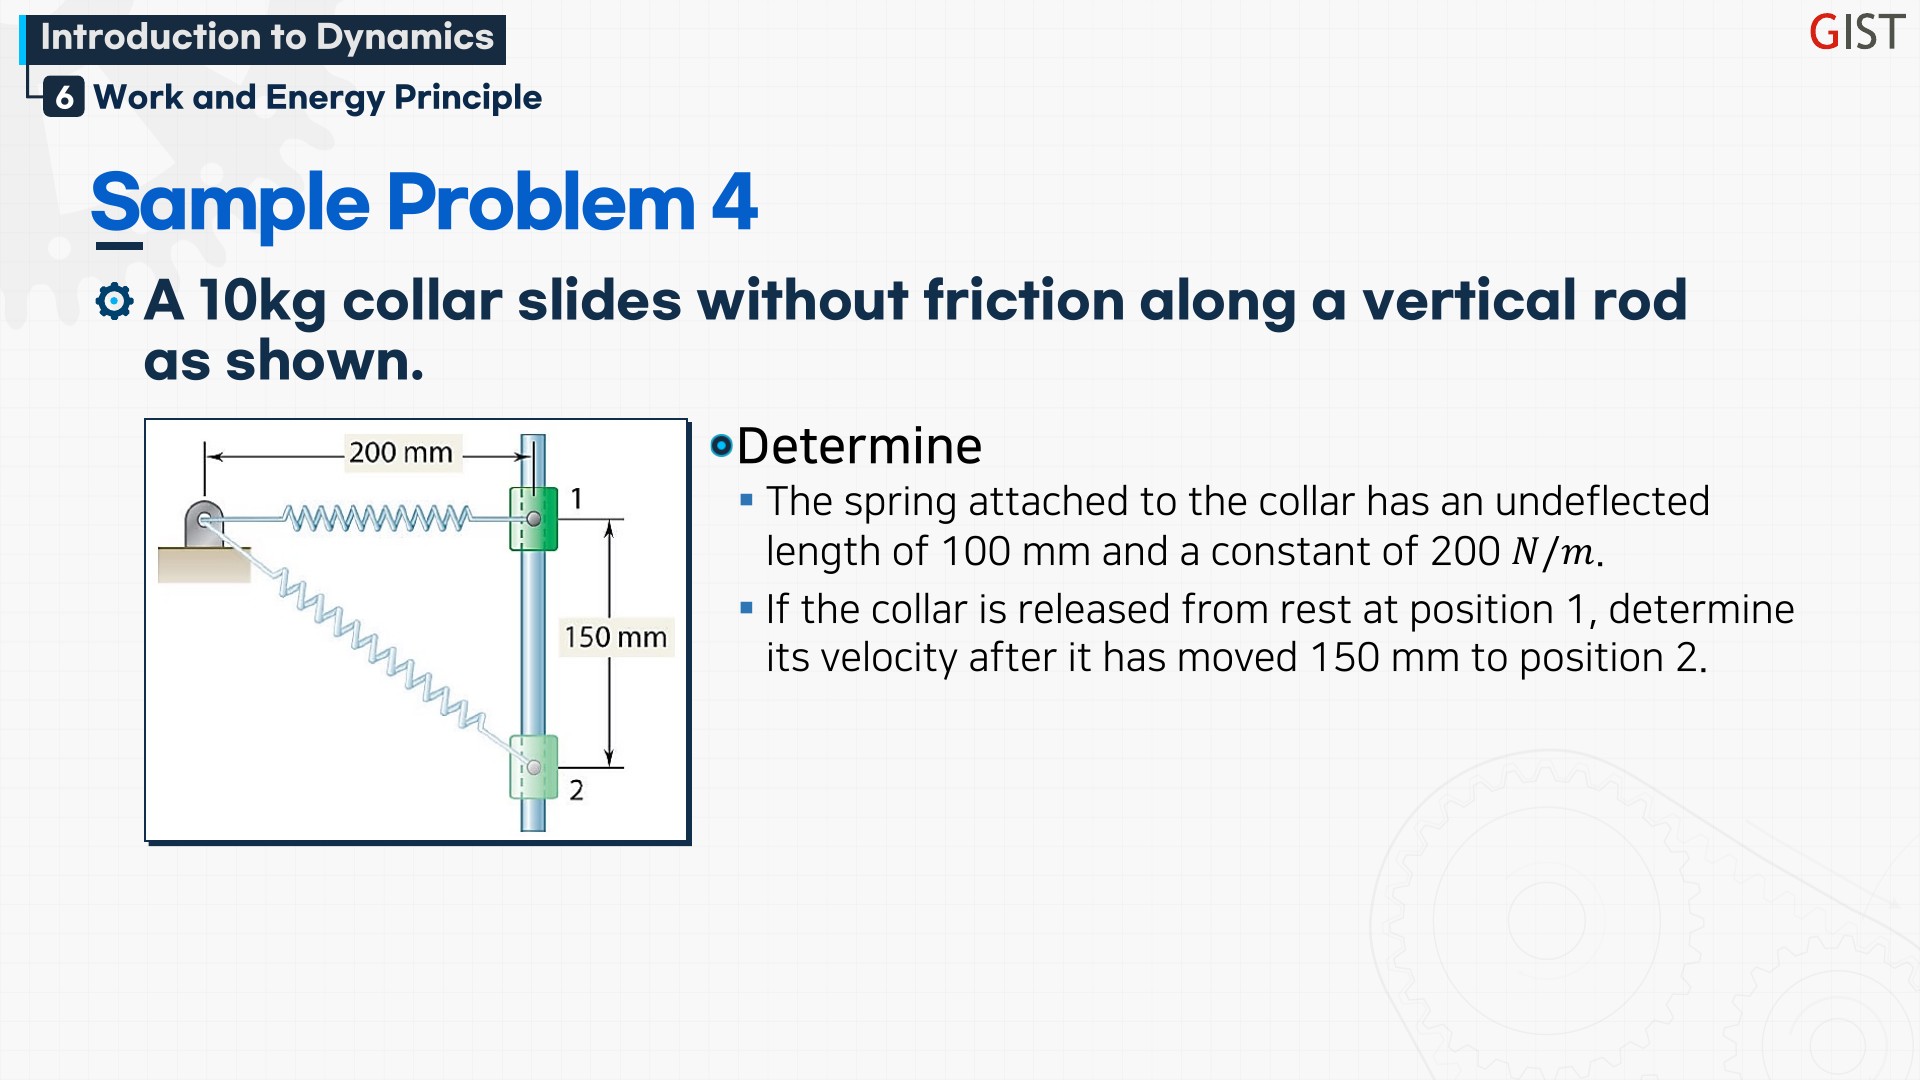 Introduction to Dynamics
GIST
6 Work and Energy Principle
Sample Problem 4
A 10kg collar slides without friction along a vertical rod
as shown.
200 mm
1
150 mm
2
Determine
The spring attached to the collar has an undeflected
length of 100 mm and a constant of 200 N/m.
If the collar is released from rest at position 1, determine
its velocity after it has moved 150 mm to position 2.